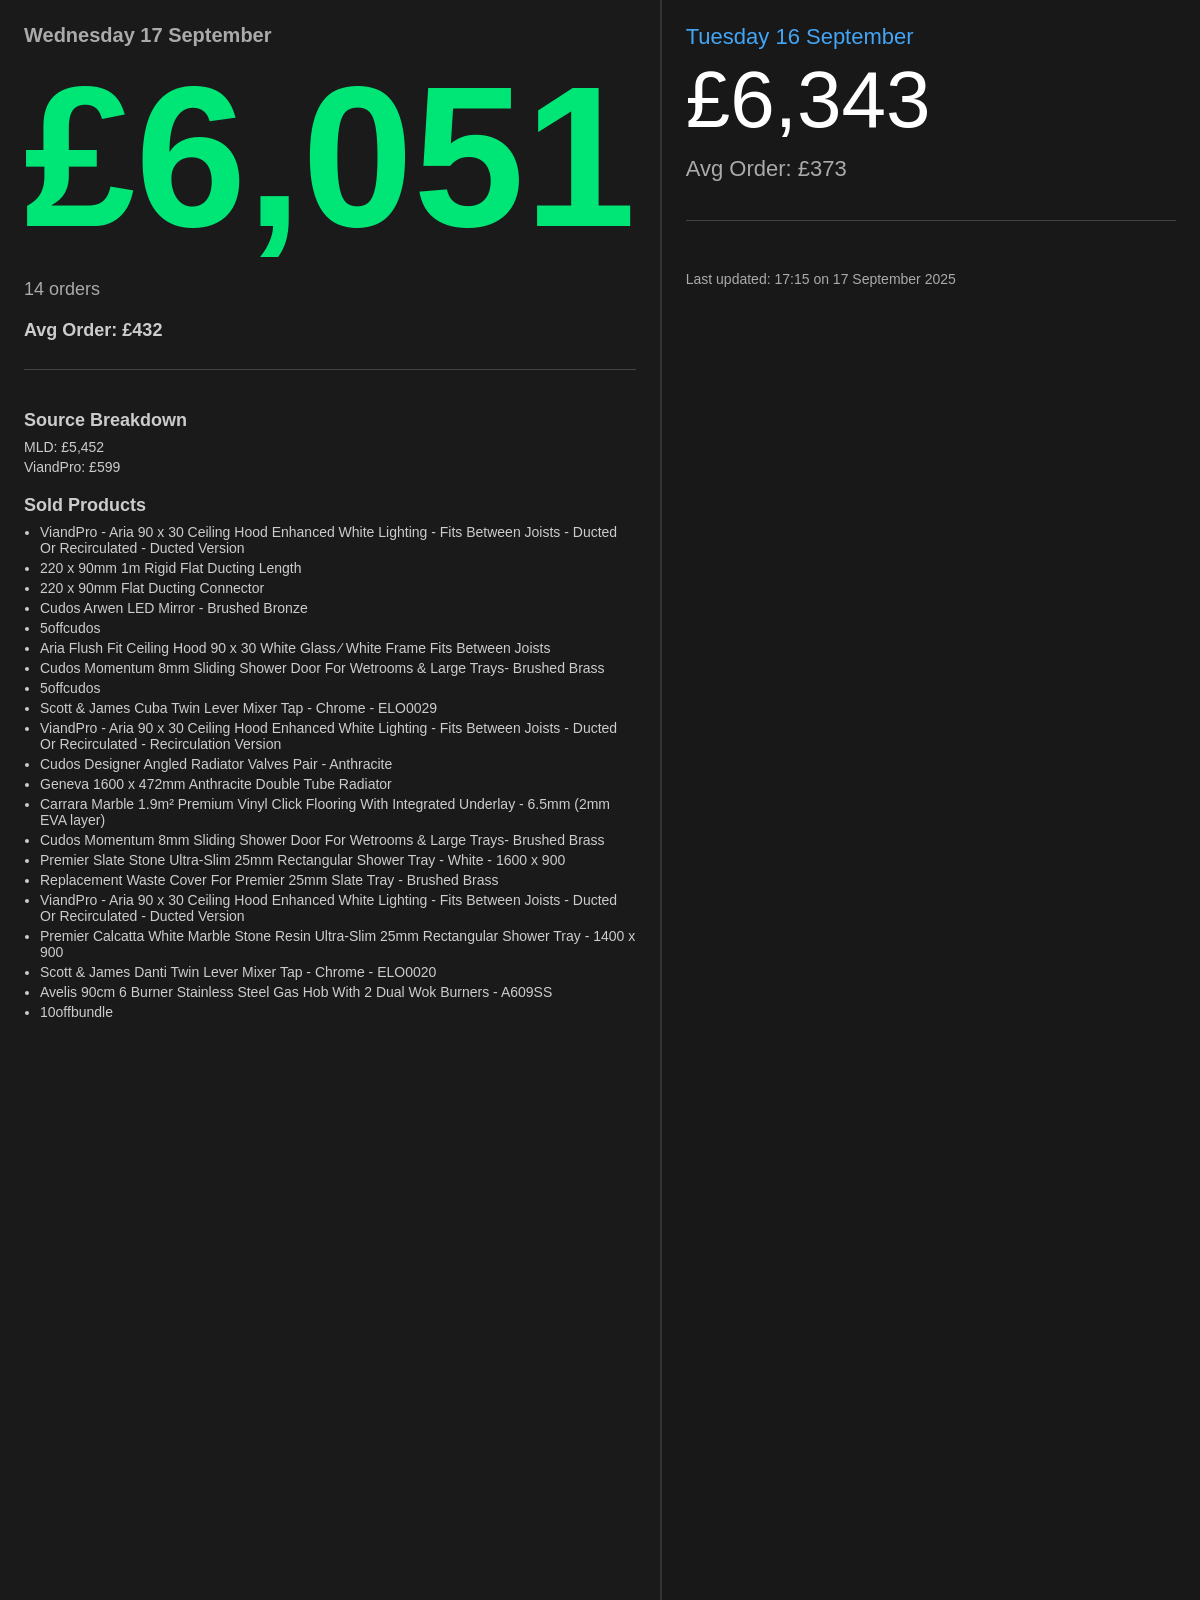 Wednesday 17 September
£6,051
14 orders
Avg Order: £432
Source Breakdown
MLD: £5,452
ViandPro: £599
Sold Products
• ViandPro - Aria 90 x 30 Ceiling Hood Enhanced White Lighting - Fits Between Joists - Ducted
Or Recirculated - Ducted Version
• 220 x 90mm 1m Rigid Flat Ducting Length
• 220 x 90mm Flat Ducting Connector
• Cudos Arwen LED Mirror - Brushed Bronze
• 5offcudos
• Aria Flush Fit Ceiling Hood 90 x 30 White Glass ⁄ White Frame Fits Between Joists
• Cudos Momentum 8mm Sliding Shower Door For Wetrooms & Large Trays- Brushed Brass
• 5offcudos
• Scott & James Cuba Twin Lever Mixer Tap - Chrome - ELO0029
• ViandPro - Aria 90 x 30 Ceiling Hood Enhanced White Lighting - Fits Between Joists - Ducted
Or Recirculated - Recirculation Version
• Cudos Designer Angled Radiator Valves Pair - Anthracite
• Geneva 1600 x 472mm Anthracite Double Tube Radiator
• Carrara Marble 1.9m² Premium Vinyl Click Flooring With Integrated Underlay - 6.5mm (2mm
EVA layer)
• Cudos Momentum 8mm Sliding Shower Door For Wetrooms & Large Trays- Brushed Brass
• Premier Slate Stone Ultra-Slim 25mm Rectangular Shower Tray - White - 1600 x 900
• Replacement Waste Cover For Premier 25mm Slate Tray - Brushed Brass
• ViandPro - Aria 90 x 30 Ceiling Hood Enhanced White Lighting - Fits Between Joists - Ducted
Or Recirculated - Ducted Version
• Premier Calcatta White Marble Stone Resin Ultra-Slim 25mm Rectangular Shower Tray - 1400 x
900
• Scott & James Danti Twin Lever Mixer Tap - Chrome - ELO0020
• Avelis 90cm 6 Burner Stainless Steel Gas Hob With 2 Dual Wok Burners - A609SS
• 10offbundle
Tuesday 16 September
£6,343
Avg Order: £373
Last updated: 17:15 on 17 September 2025